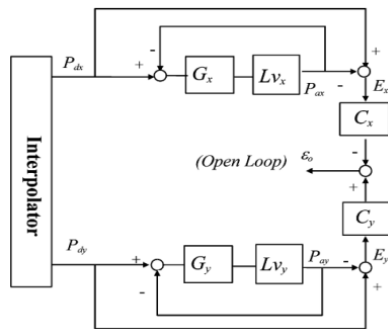 Interpolator
P_dx
-
+
G_x
Lv_x
P_ax
-
+
E_x
C_x
-
(Open Loop)
ε_o
+
C_y
P_dy
+
-
G_y
Lv_y
P_ay
-
+
E_y